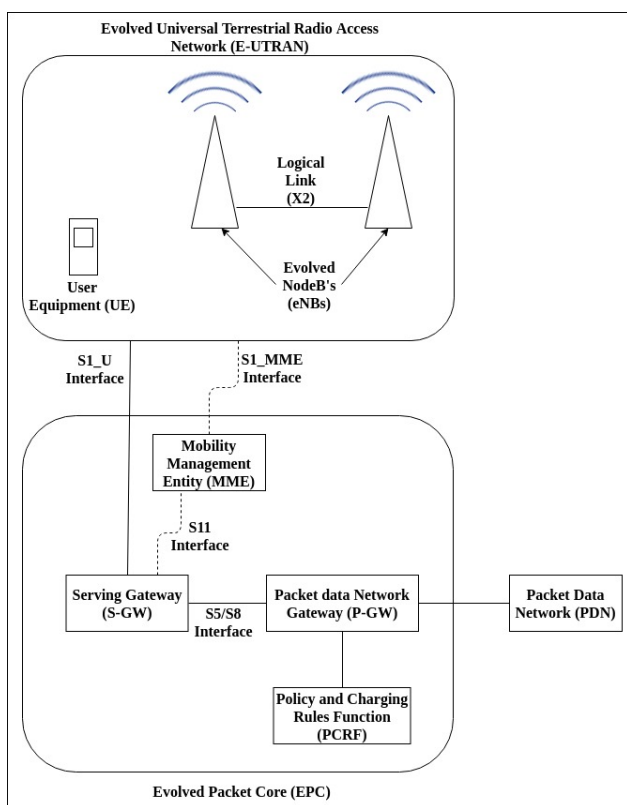 Evolved Universal Terrestrial Radio Access
Network (E-UTRAN)
Logical
Link
(X2)
User
Equipment (UE)
Evolved
NodeB's
(eNBs)
S1_U
Interface
S1_MME
Interface
Mobility
Management
Entity (MME)
S11
Interface
Serving Gateway
(S-GW)
S5/S8
Interface
Packet data Network
Gateway (P-GW)
Packet Data
Network (PDN)
Policy and Charging
Rules Function
(PCRF)
Evolved Packet Core (EPC)